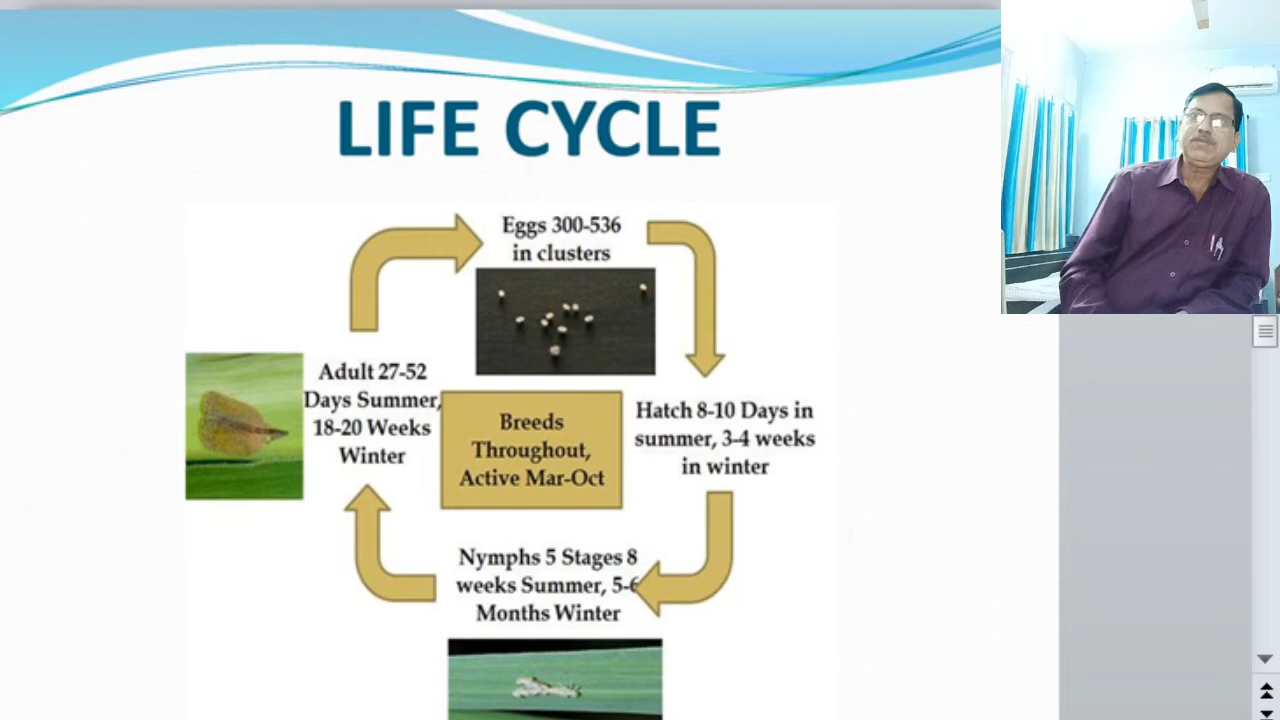 LIFE CYCLE
Eggs 300-536
in clusters
Hatch 8-10 Days in
summer, 3-4 weeks
in winter
Nymphs 5 Stages 8
weeks Summer, 5-6
Months Winter
Adult 27-52
Days Summer,
18-20 Weeks
Winter
Breeds
Throughout,
Active Mar-Oct